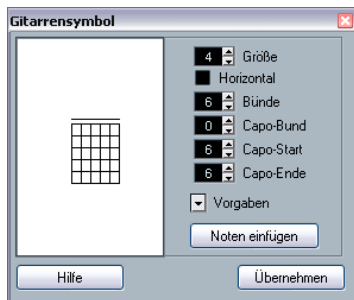 Gitarrensymbol
4 Größe
Horizontal
6 Bünde
0 Capo-Bund
6 Capo-Start
6 Capo-Ende
Vorgaben
Noten einfügen
Hilfe Übernehmen